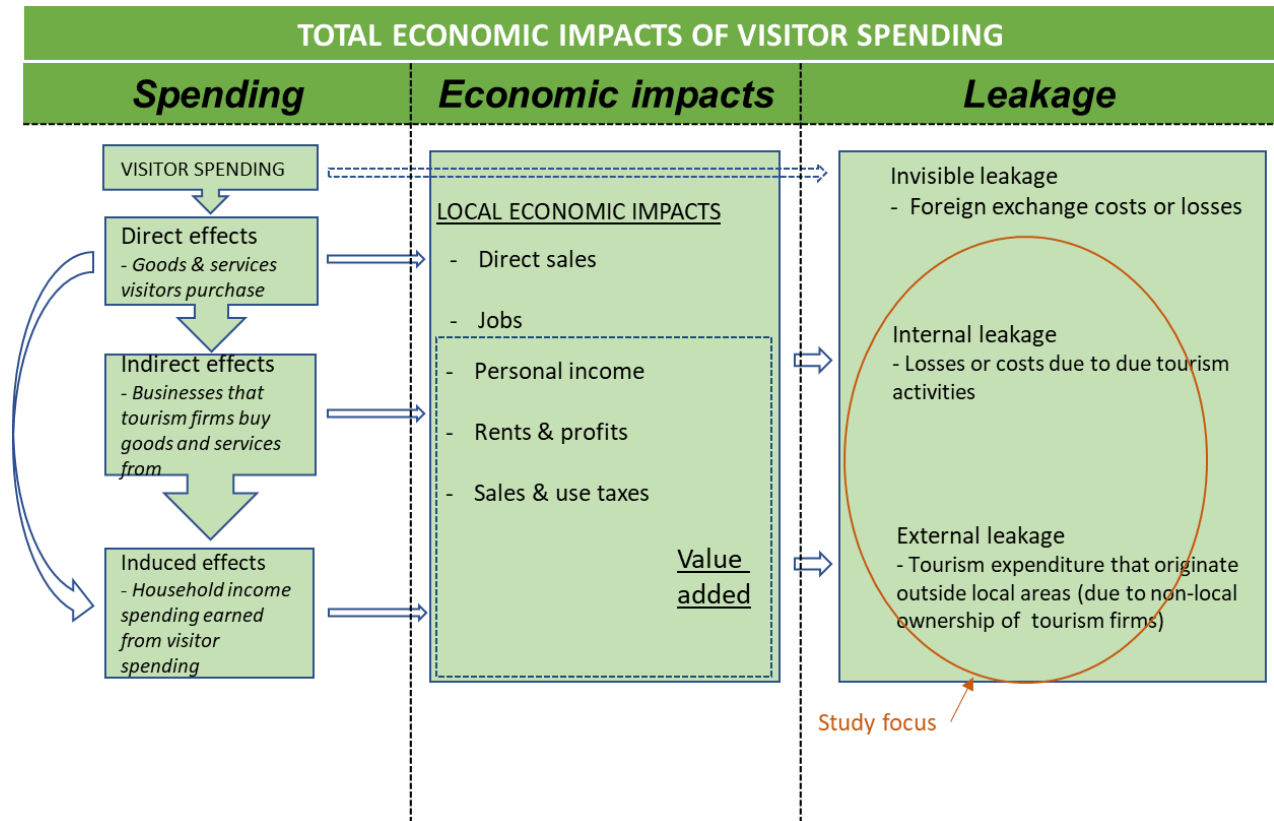 TOTAL ECONOMIC IMPACTS OF VISITOR SPENDING
Spending
Economic impacts
Leakage
VISITOR SPENDING
Direct effects
- Goods & services
visitors purchase
Indirect effects
- Businesses that
tourism firms buy
goods and services
from
Induced effects
- Household income
spending earned
from visitor
spending
LOCAL ECONOMIC IMPACTS
- Direct sales
- Jobs
- Personal income
- Rents & profits
- Sales & use taxes
Value
added
Invisible leakage
- Foreign exchange costs or losses
Internal leakage
- Losses or costs due to due tourism
activities
External leakage
- Tourism expenditure that originate
outside local areas (due to non-local
ownership of tourism firms)
Study focus